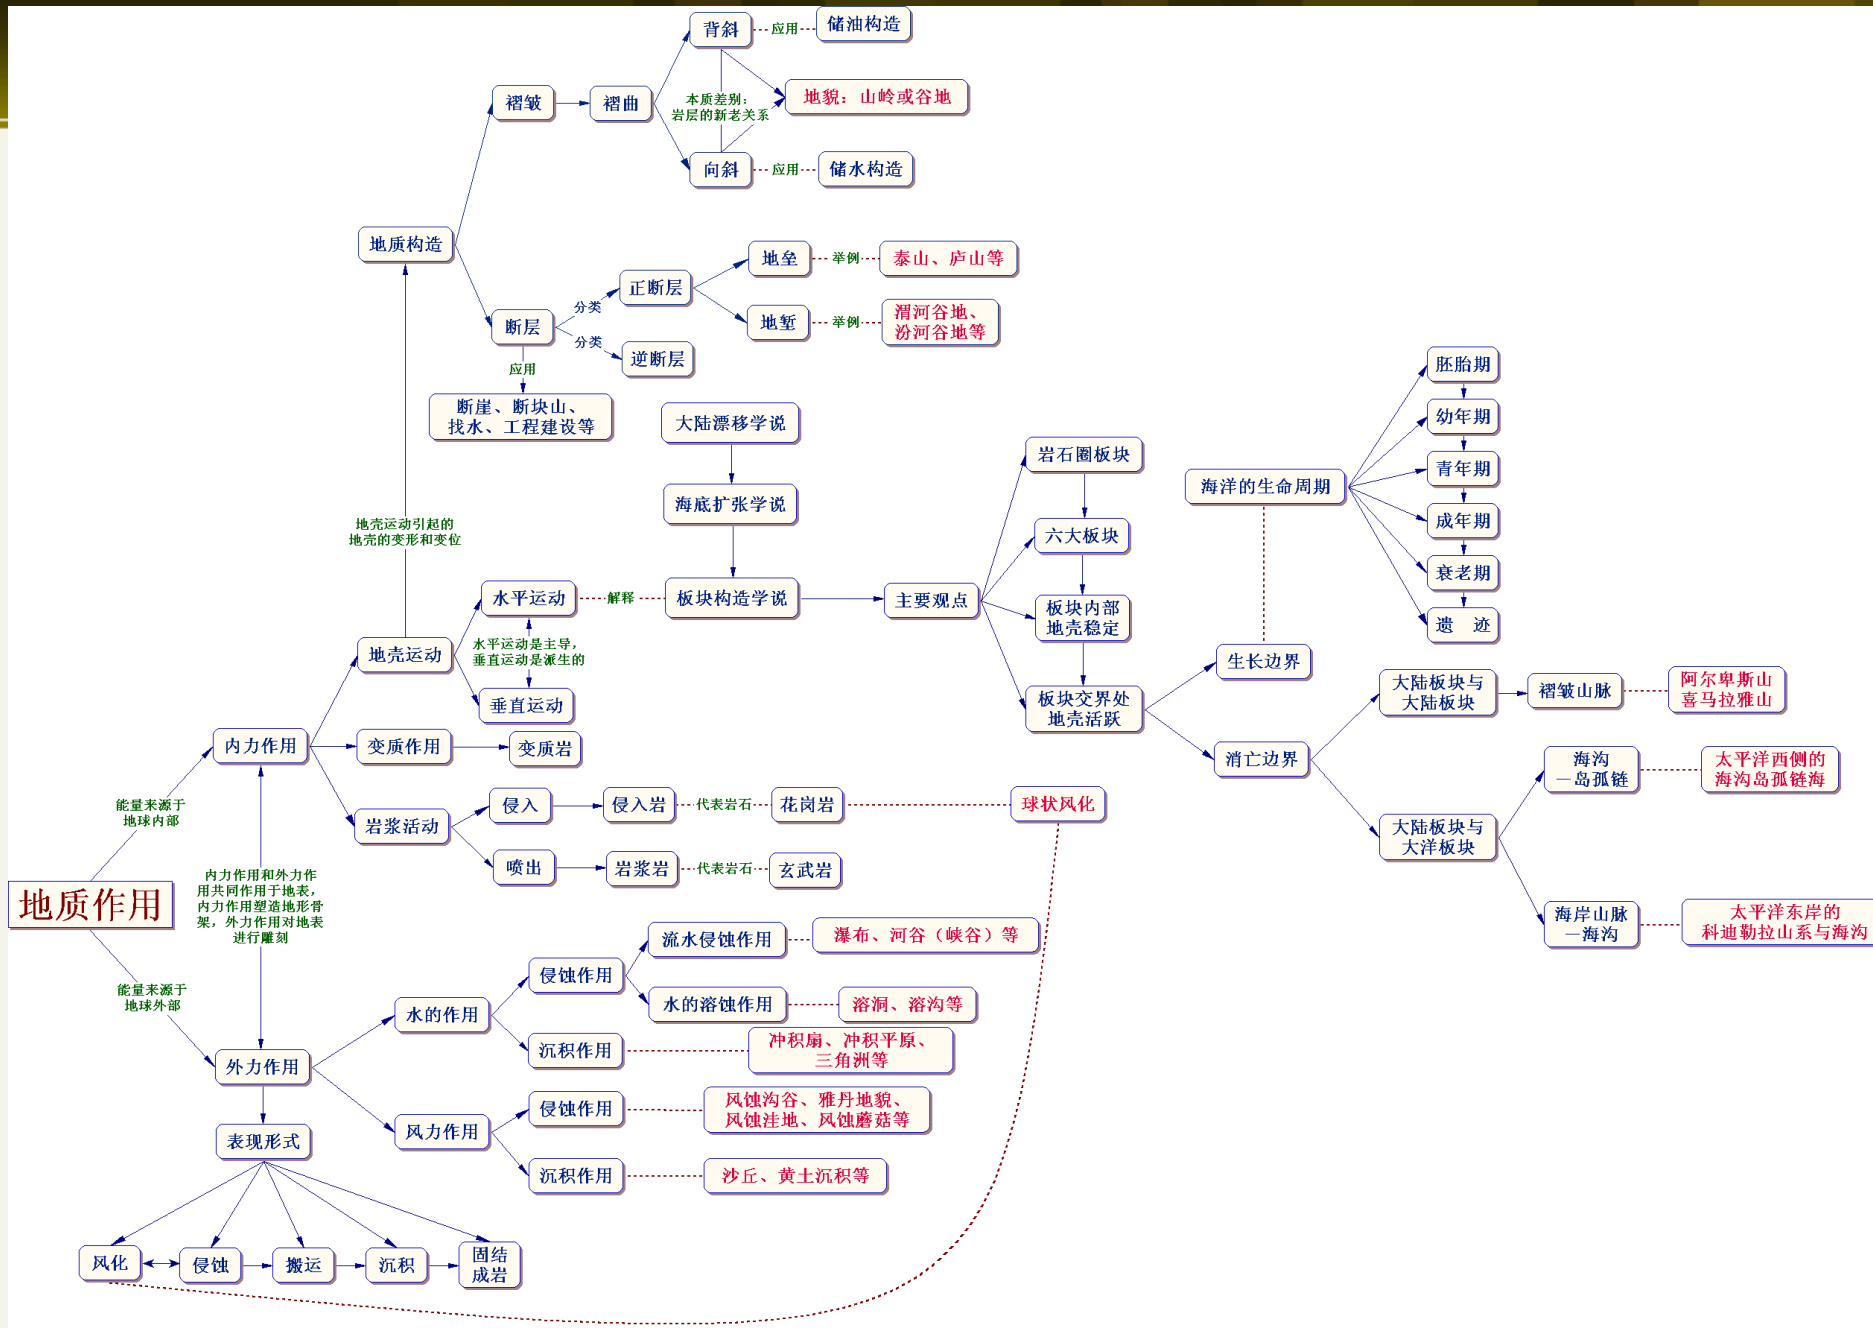 背斜
应用
储油构造
褶皱
褶曲
本质差别：
岩层的新老关系
地貌：山岭或谷地
向斜
应用
储水构造
地质构造
断层
分类
分类
正断层
逆断层
地垒
举例
泰山、庐山等
地堑
举例
渭河谷地、
汾河谷地等
应用
断崖、断块山、
找水、工程建设等
大陆漂移学说
海底扩张学说
板块构造学说
地壳运动引起的
地壳的变形和变位
水平运动
解释
主要观点
岩石圈板块
六大板块
板块内部
地壳稳定
板块交界处
地壳活跃
海洋的生命周期
胚胎期
幼年期
青年期
成年期
衰老期
遗 迹
生长边界
消亡边界
大陆板块与
大陆板块
褶皱山脉
阿尔卑斯山
喜马拉雅山
大陆板块与
大洋板块
海沟
—岛孤链
太平洋西侧的
海沟岛孤链海
海岸山脉
—海沟
太平洋东岸的
科迪勒拉山系与海沟
地壳运动
水平运动是主导，
垂直运动是派生的
垂直运动
内力作用
变质作用
变质岩
岩浆活动
侵入
侵入岩
代表岩石
花岗岩
球状风化
喷出
岩浆岩
代表岩石
玄武岩
能量来源于
地球内部
地质作用
内力作用和外力作
用共同作用于地表，
内力作用塑造地形骨
架，外力作用对地表
进行雕刻
能量来源于
地球外部
外力作用
水的作用
侵蚀作用
流水侵蚀作用
瀑布、河谷（峡谷）等
水的溶蚀作用
溶洞、溶沟等
沉积作用
冲积扇、冲积平原、
三角洲等
风力作用
侵蚀作用
风蚀沟谷、雅丹地貌、
风蚀洼地、风蚀蘑菇等
沉积作用
沙丘、黄土沉积等
表现形式
风化
侵蚀
搬运
沉积
固结
成岩